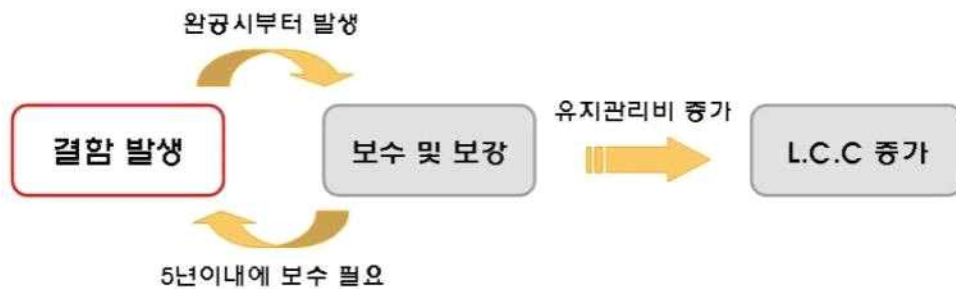 완공시부터 발생
결함 발생
보수 및 보강
유지관리비 증가
L.C.C 증가
5년이내에 보수 필요